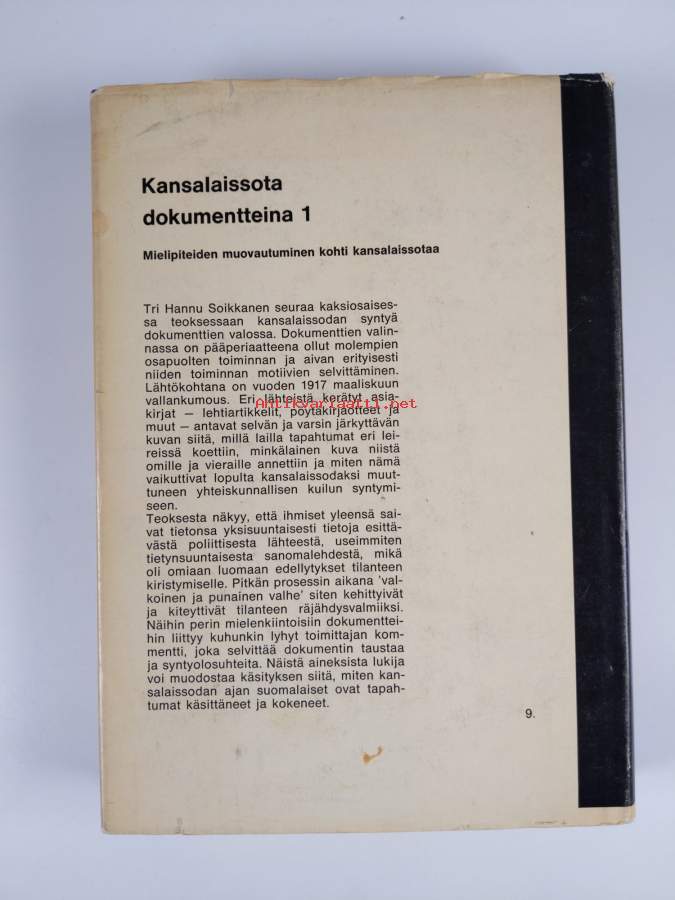 Kansalaissota
dokumentteina 1
Mielipiteiden muovautuminen kohti kansalaissotaa
Tri Hannu Soikkanen seuraa kaksiosaises-
sa teoksessaan kansalaissodan syntyä
dokumenttien valossa. Dokumenttien valin-
nassa on pääperiaatteena ollut molempien
osapuolten toiminnan ja aivan erityisesti
niiden toiminnan motiivien selvittäminen.
Lähtökohtana on vuoden 1917 maaliskuun
vallankumous. Eri lähteistä kerätyt asia-
Antikvariaatti.net
kirjat — lehtiartikkelit, pöytäkirjaotteet ja
muut — antavat selvän ja varsin järkyttävän
kuvan siitä, millä lailla tapahtumat eri lei-
reissä koettiin, minkälainen kuva niistä
omille ja vieraille annettiin ja miten nämä
vaikuttivat lopulta kansalaissodaksi muut-
tuneen yhteiskunnallisen kuilun syntymi-
seen.
Teoksesta näkyy, että ihmiset yleensä sai-
vat tietonsa yksisuuntaisesti tietoja esittä-
västä poliittisesta lähteestä, useimmiten
tietynsuuntaisesta sanomalehdestä, mikä
oli omiaan luomaan edellytykset tilanteen
kiristymiselle. Pitkän prosessin aikana 'val-
koinen ja punainen valhe' siten kehittyivät
ja kiteyttivät tilanteen räjähdysvalmiiksi.
Näihin perin mielenkiintoisiin dokumenttei-
hin liittyy kuhunkin lyhyt toimittajan kom-
mentti, joka selvittää dokumentin taustaa
ja syntyolosuhteita. Näistä aineksista lukija
voi muodostaa käsityksen siitä, miten kan-
salaissodan ajan suomalaiset ovat tapah-
tumat käsittäneet ja kokeneet.
9.